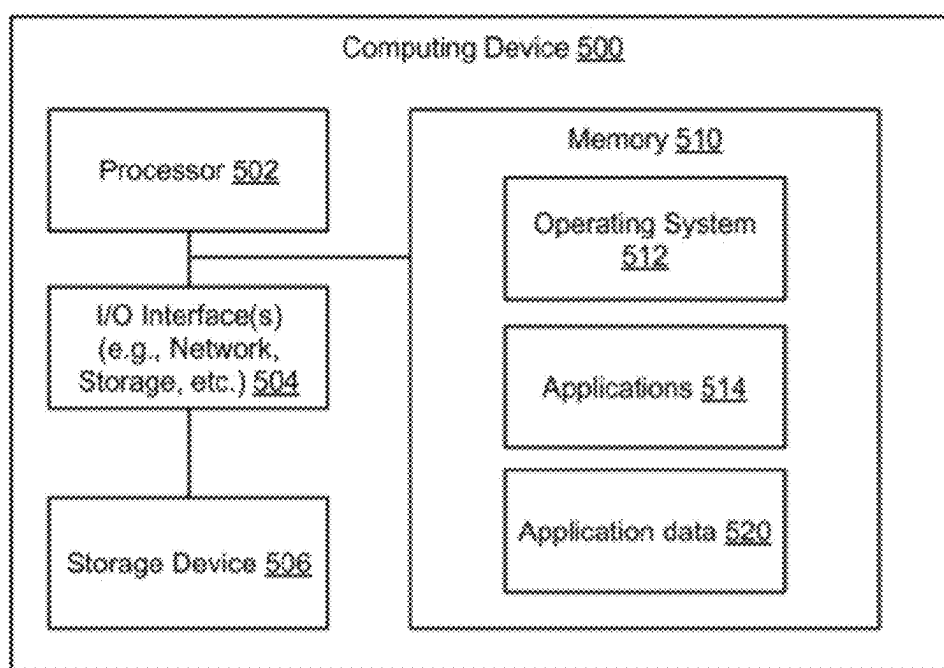 Computing Device 500
Processor 502
I/O Interface(s)
(e.g., Network,
Storage, etc.) 504
Storage Device 506
Memory 510
Operating System
512
Applications 514
Application data 520